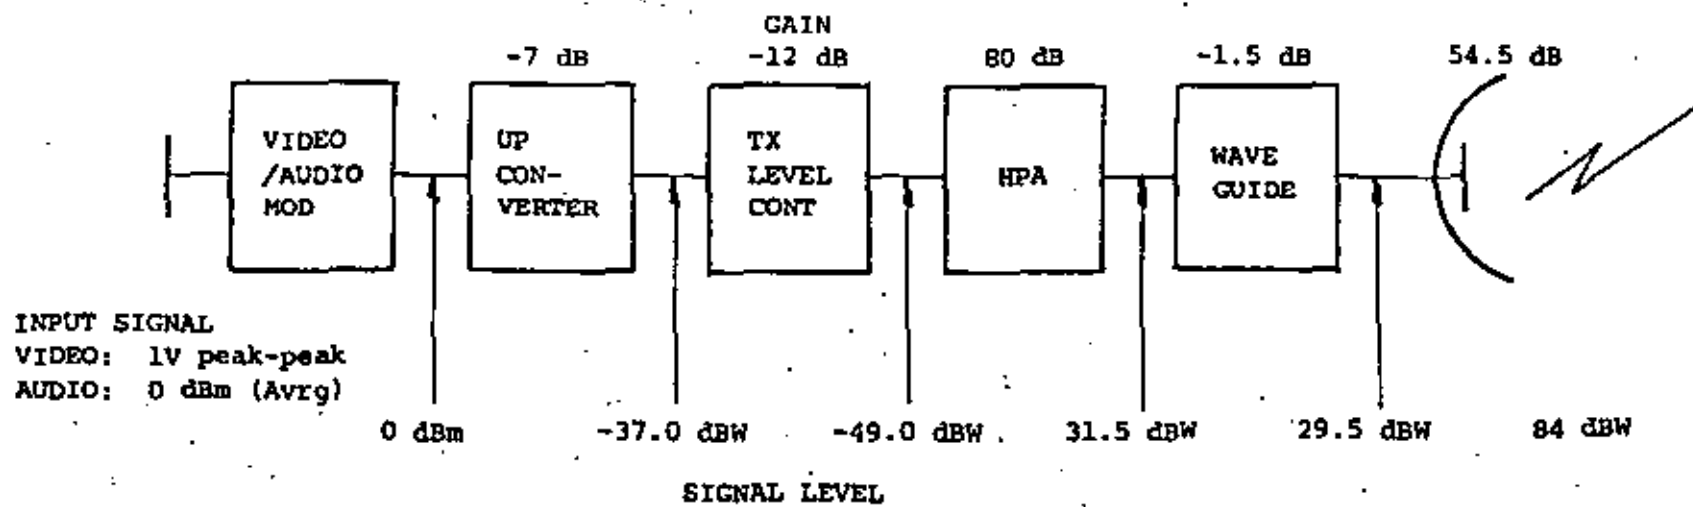 GAIN
-7 dB -12 dB 80 dB -1.5 dB 54.5 dB
VIDEO
/AUDIO
MOD
UP
CON-
VERTER
TX
LEVEL
CONT
HPA
WAVE
GUIDE
INPUT SIGNAL
VIDEO: 1V peak-peak
AUDIO: 0 dBm (Avrg)
0 dBm -37.0 dBW -49.0 dBW 31.5 dBW 29.5 dBW 84 dBW
SIGNAL LEVEL